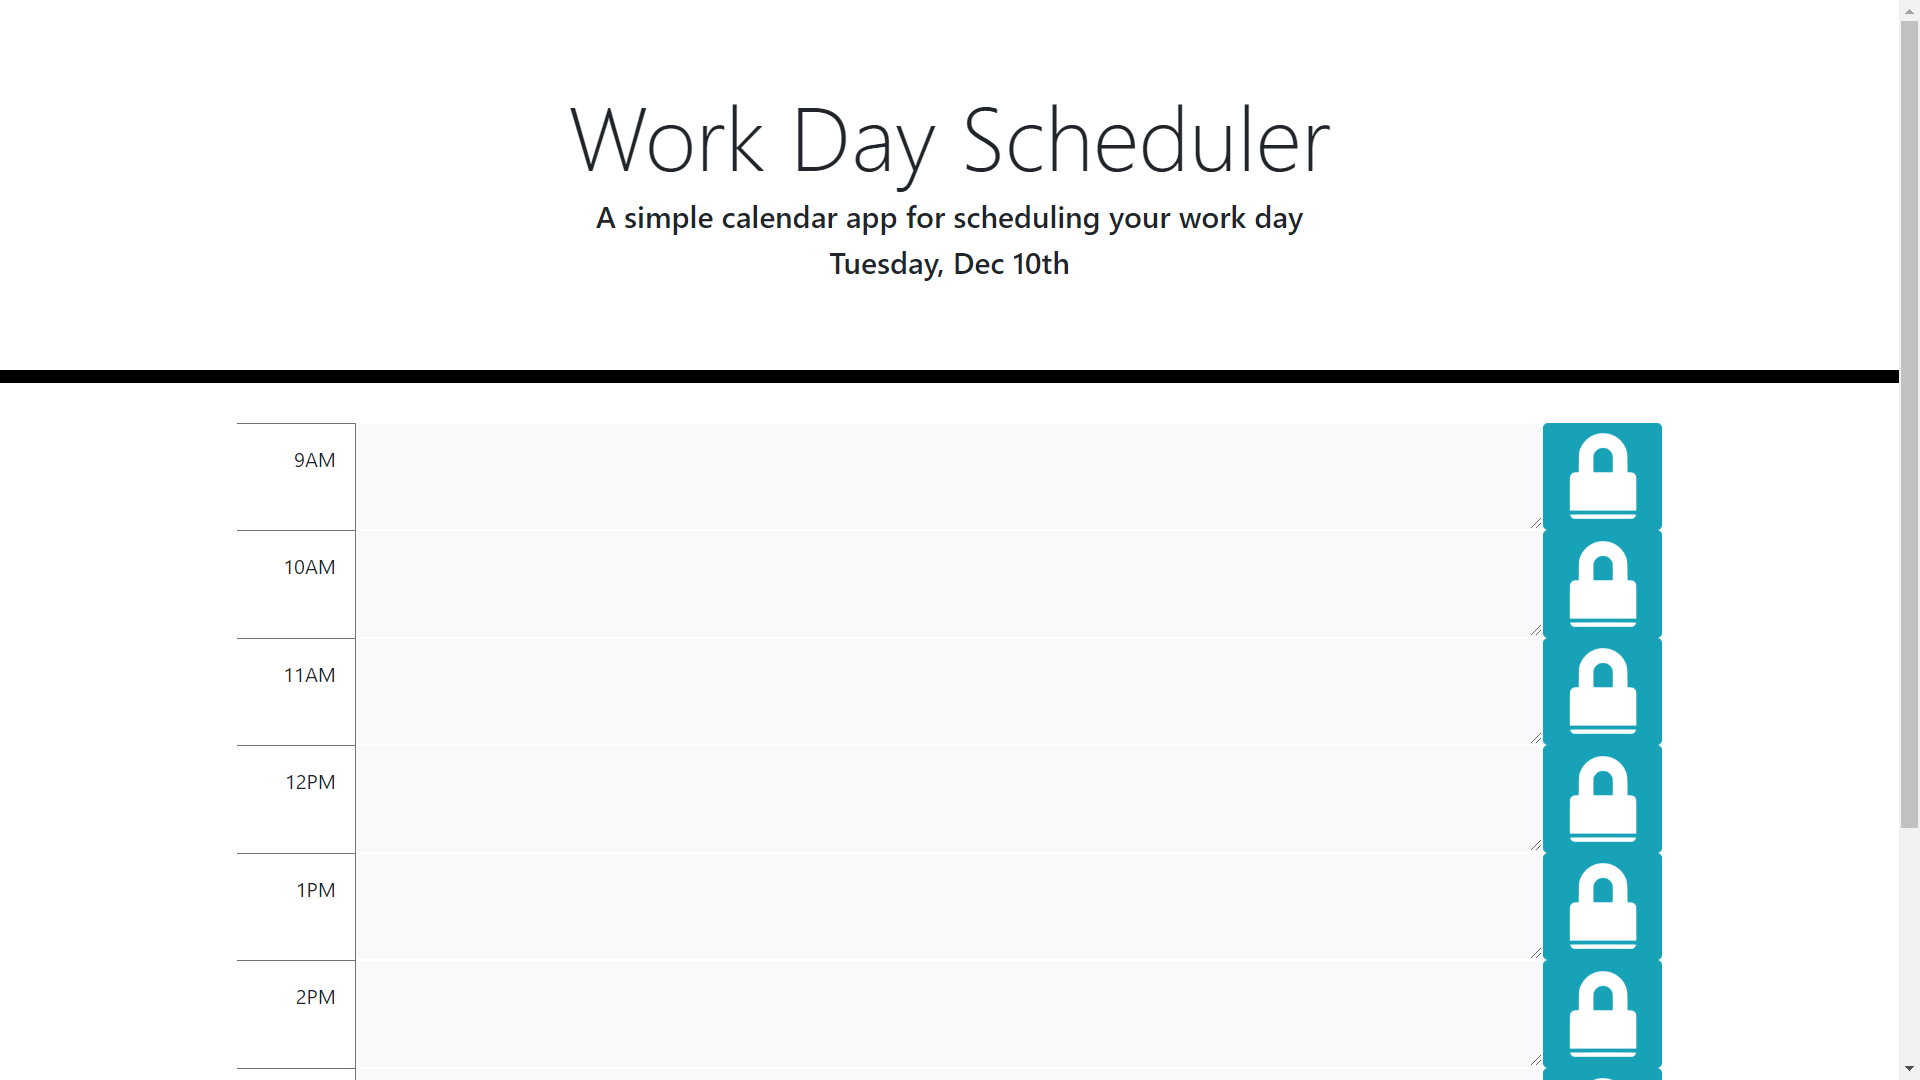 Work Day Scheduler
A simple calendar app for scheduling your work day
Tuesday, Dec 10th
9AM
10AM
11AM
12PM
1PM
2PM